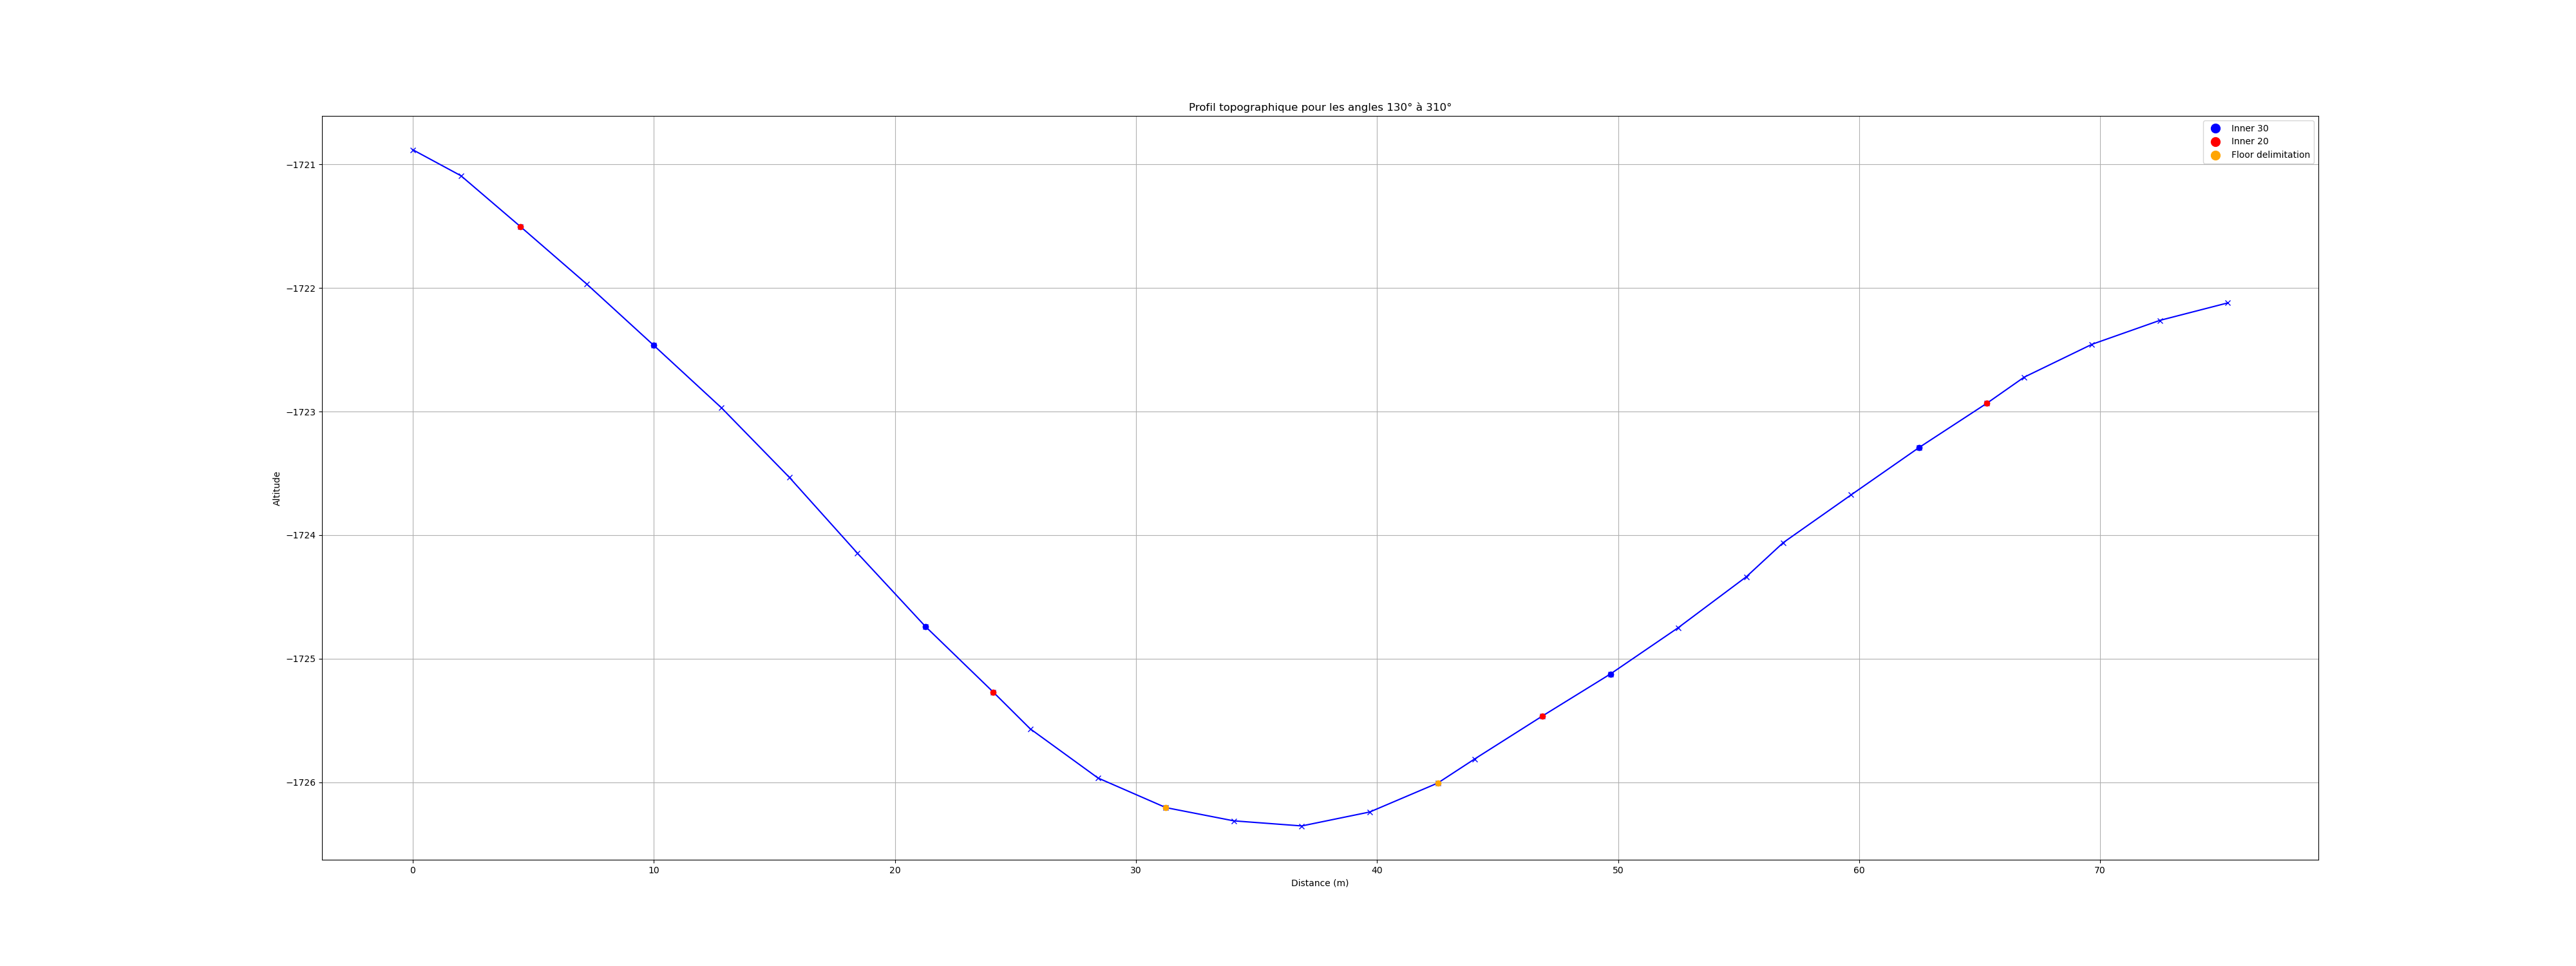 Profil topographique pour les angles 130° à 310°
Inner 30
Inner 20
Floor delimitation
−1721
−1722
−1723
−1724
−1725
−1726
Altitude
0 10 20 30 40 50 60 70
Distance (m)